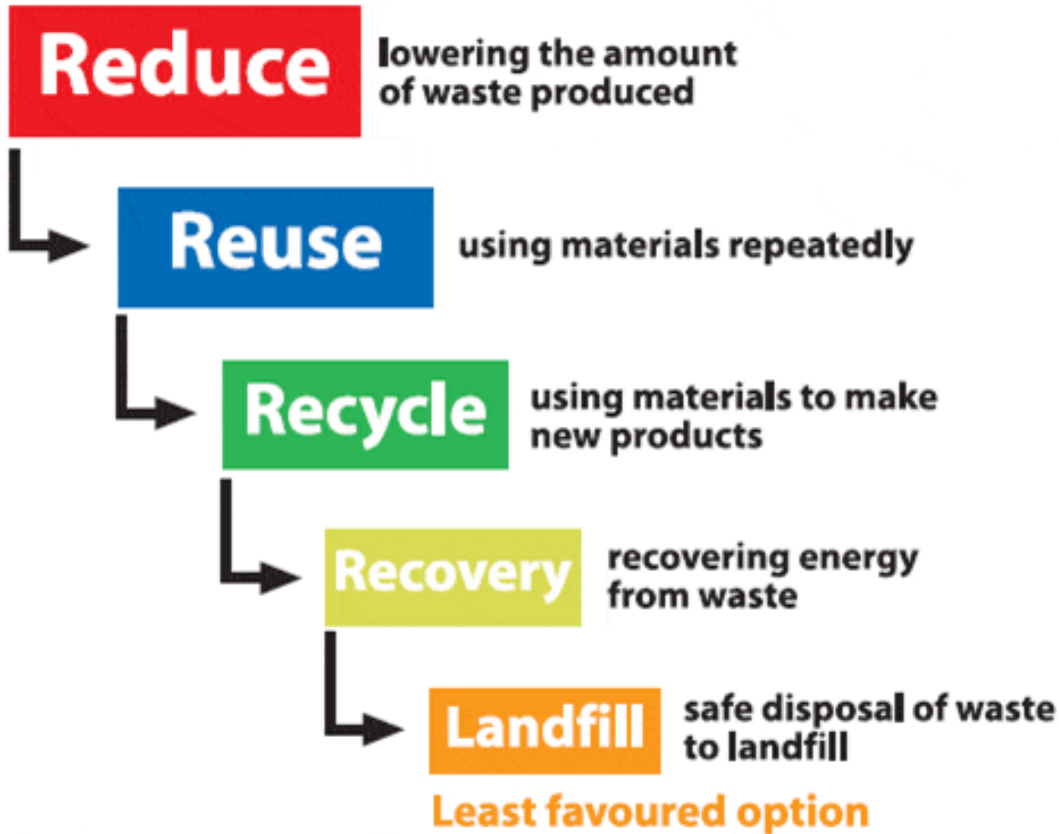 Reduce
lowering the amount
of waste produced
Reuse
using materials repeatedly
Recycle
using materials to make
new products
Recovery
recovering energy
from waste
Landfill
safe disposal of waste
to landfill
Least favoured option